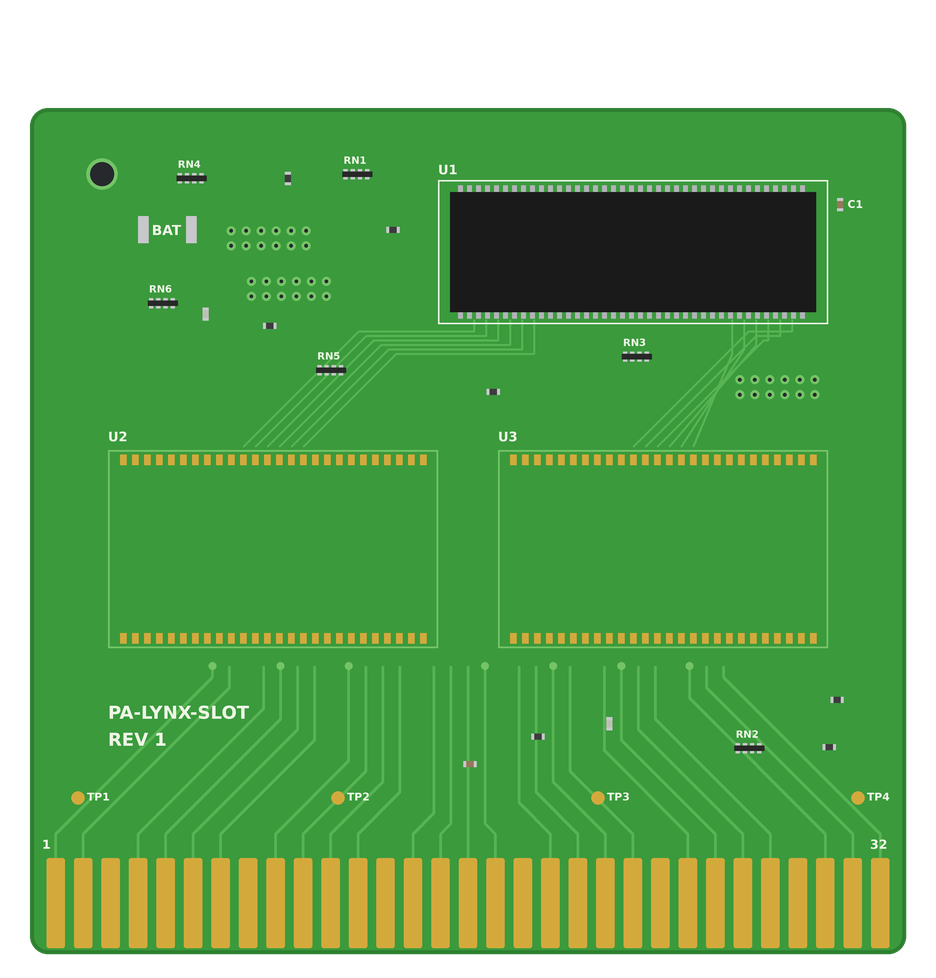 RN4
RN1
U1
C1
BAT
RN6
RN3
RN5
U2
U3
PA-LYNX-SLOT
REV 1
RN2
TP1
TP2
TP3
TP4
1
32